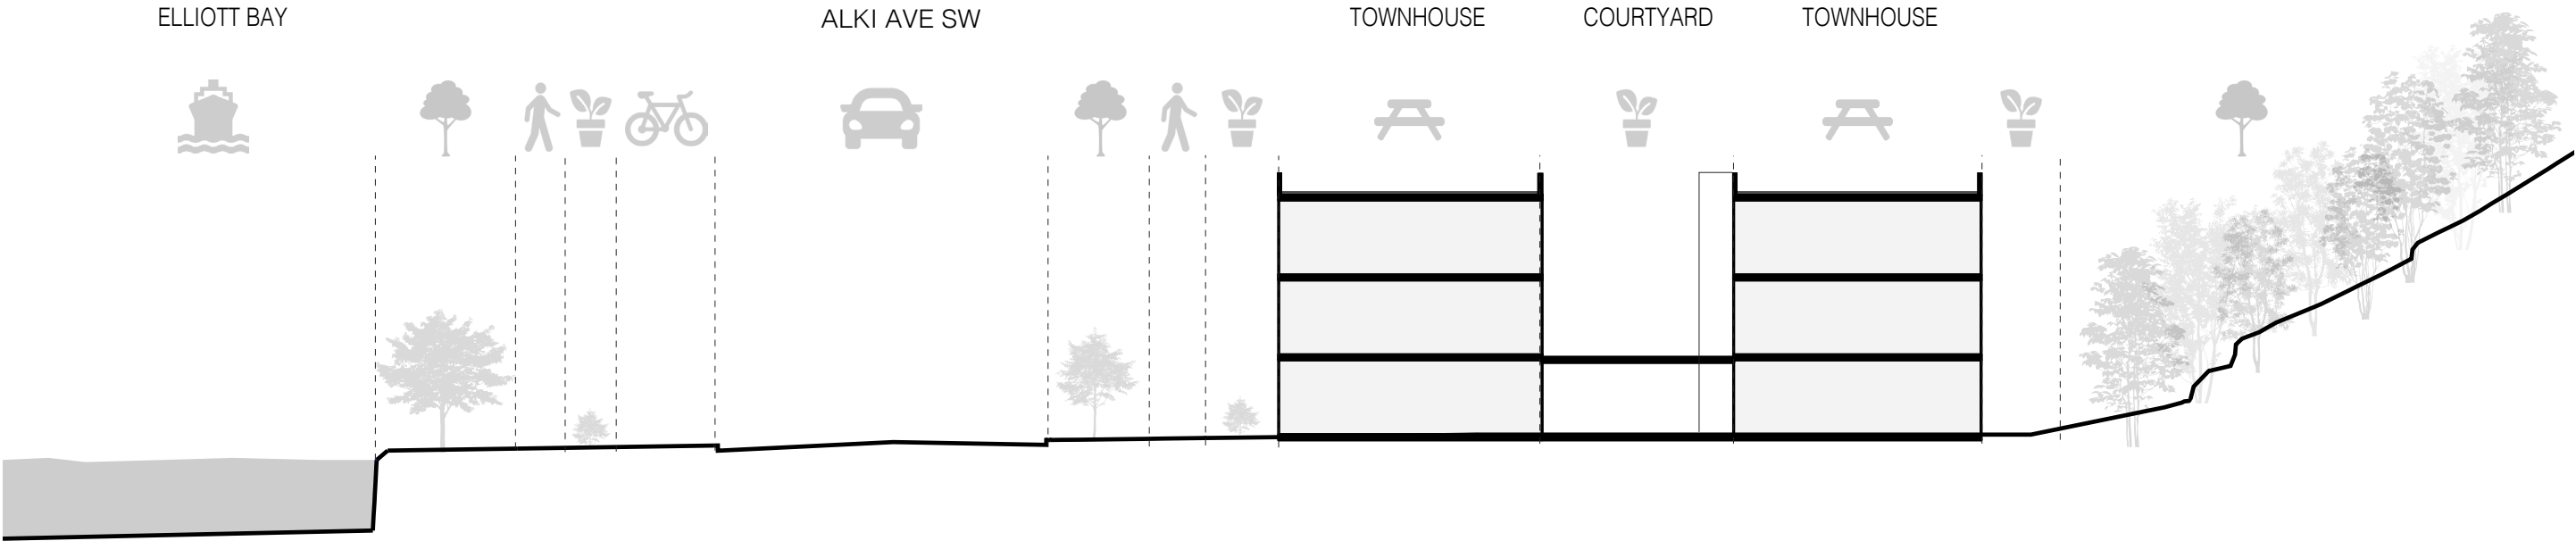 ELLIOTT BAY
ALKI AVE SW
TOWNHOUSE
COURTYARD
TOWNHOUSE